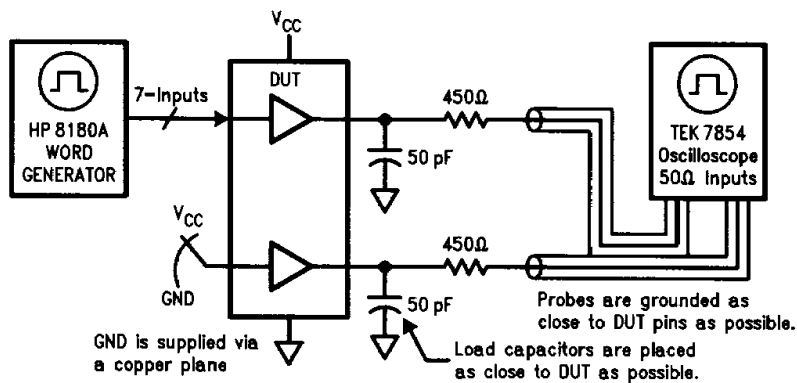 VCC
DUT
HP 8180A
WORD
GENERATOR
7-Inputs
450Ω
50 pF
TEK 7854
Oscilloscope
50Ω Inputs
VCC
GND
450Ω
50 pF
GND is supplied via
a copper plane
Probes are grounded as
close to DUT pins as possible.
Load capacitors are placed
as close to DUT as possible.